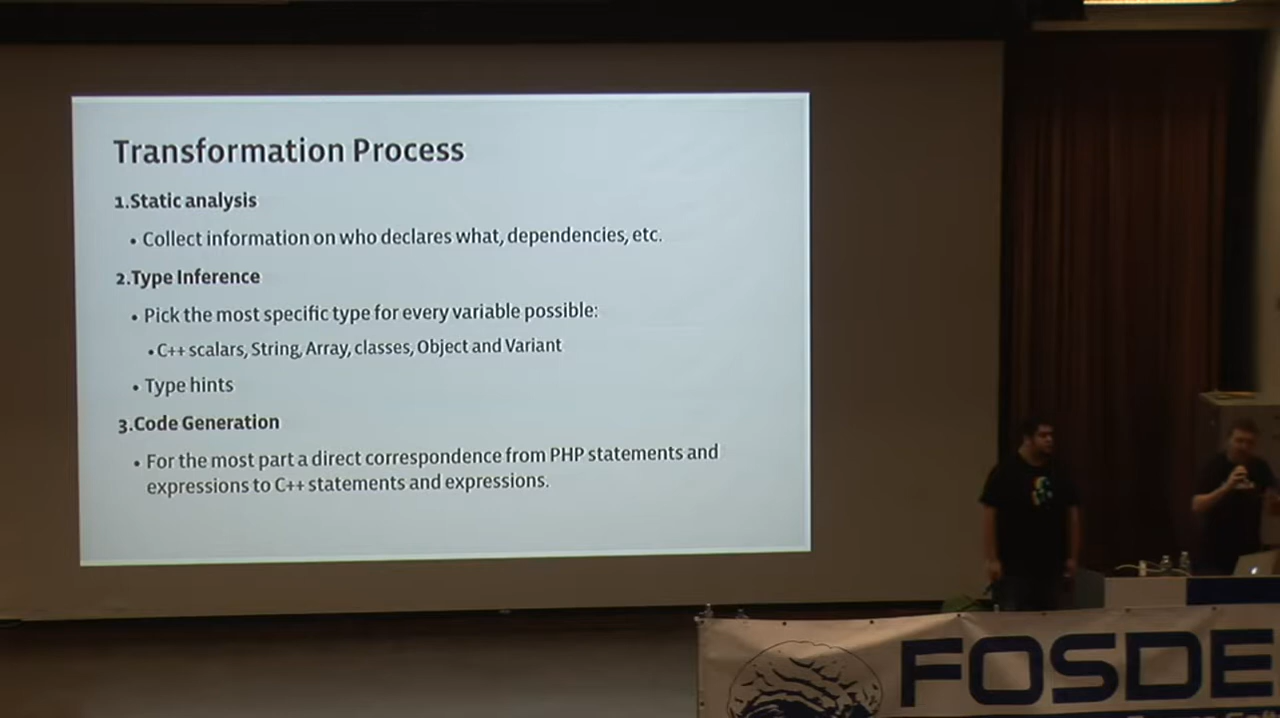 Transformation Process
1.Static analysis
• Collect information on who declares what, dependencies, etc.
2.Type Inference
• Pick the most specific type for every variable possible:
• C++ scalars, String, Array, classes, Object and Variant
• Type hints
3.Code Generation
• For the most part a direct correspondence from PHP statements and
expressions to C++ statements and expressions.
FOSDE